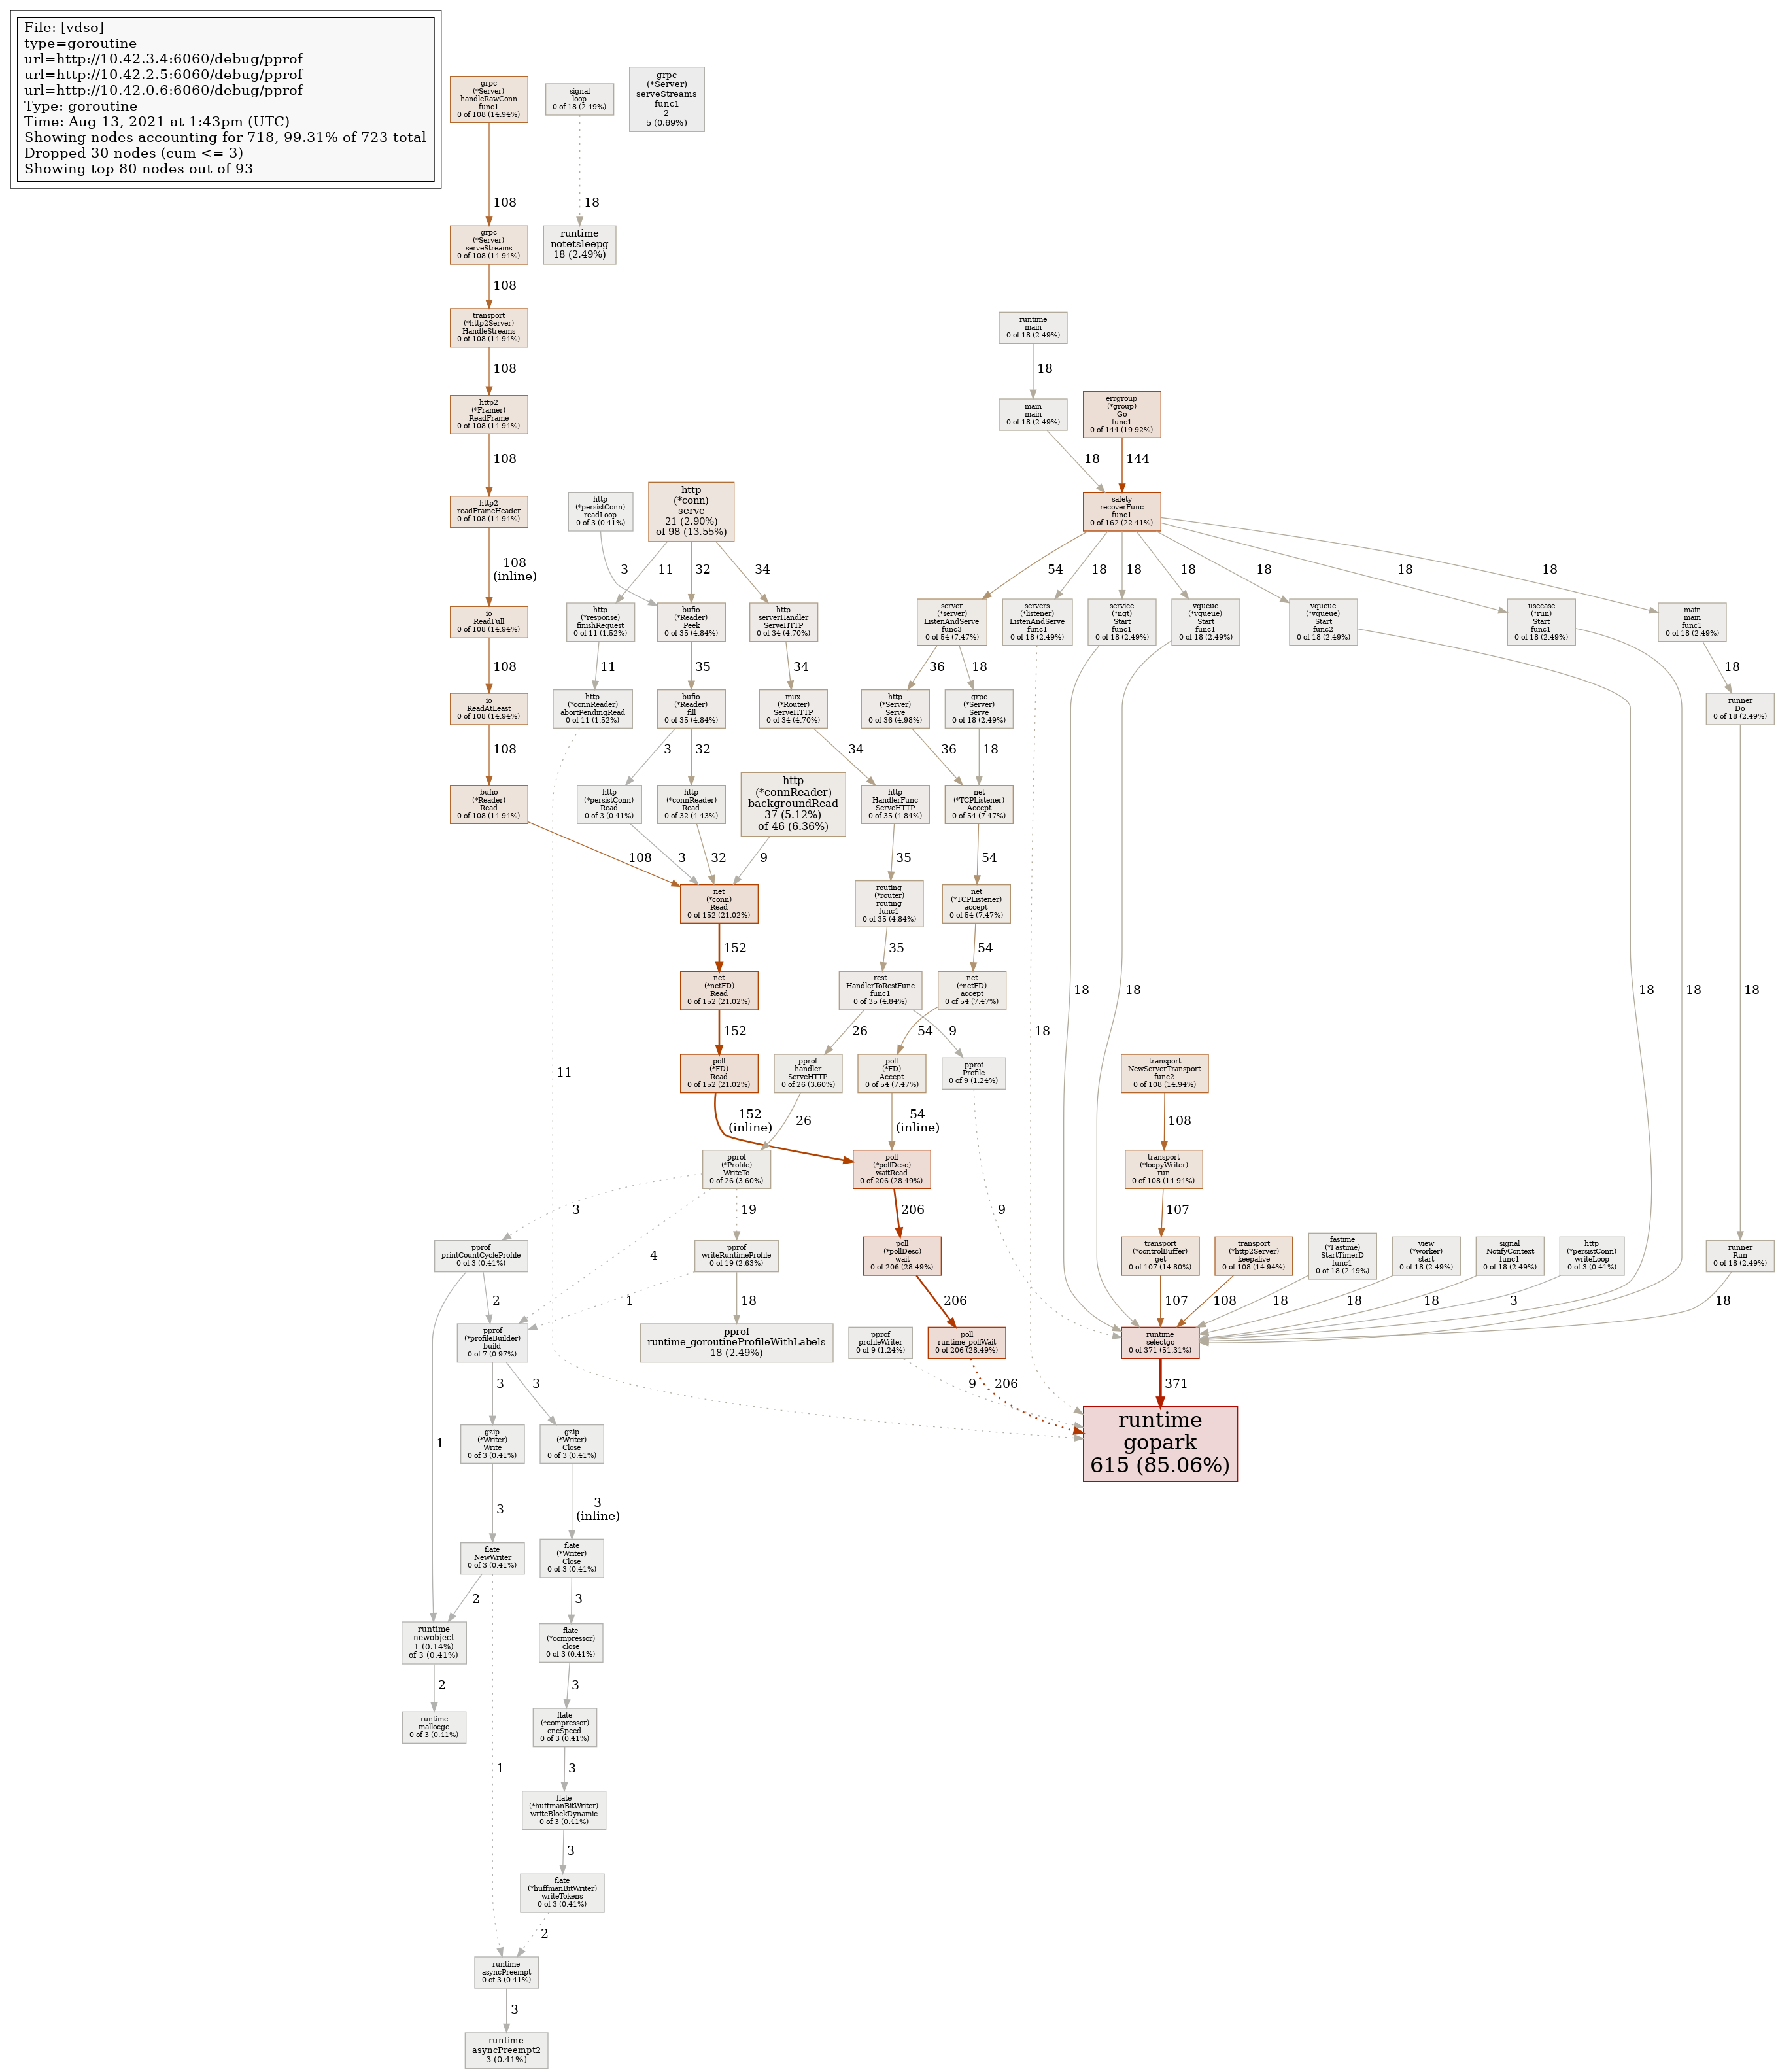 File: [vdso]
type=goroutine
url=http://10.42.3.4:6060/debug/pprof
url=http://10.42.2.5:6060/debug/pprof
url=http://10.42.0.6:6060/debug/pprof
Type: goroutine
Time: Aug 13, 2021 at 1:43pm (UTC)
Showing nodes accounting for 718, 99.31% of 723 total
Dropped 30 nodes (cum <= 3)
Showing top 80 nodes out of 93
grpc
(*Server)
handleRawConn
func1
0 of 108 (14.94%)
signal
loop
0 of 18 (2.49%)
grpc
(*Server)
serveStreams
func1
2
5 (0.69%)
108
18
grpc
(*Server)
serveStreams
0 of 108 (14.94%)
runtime
notetsleepg
18 (2.49%)
108
transport
(*http2Server)
HandleStreams
0 of 108 (14.94%)
runtime
main
0 of 18 (2.49%)
108
18
http2
(*Framer)
ReadFrame
0 of 108 (14.94%)
main
main
0 of 18 (2.49%)
errgroup
(*group)
Go
func1
0 of 144 (19.92%)
108
18
144
http2
readFrameHeader
0 of 108 (14.94%)
http
(*persistConn)
readLoop
0 of 3 (0.41%)
http
(*conn)
serve
21 (2.90%)
of 98 (13.55%)
safety
recoverFunc
func1
0 of 162 (22.41%)
108
(inline)
3
11
32
34
54
18
18
18
18
18
18
io
ReadFull
0 of 108 (14.94%)
http
(*response)
finishRequest
0 of 11 (1.52%)
bufio
(*Reader)
Peek
0 of 35 (4.84%)
http
serverHandler
ServeHTTP
0 of 34 (4.70%)
server
(*server)
ListenAndServe
func3
0 of 54 (7.47%)
servers
(*listener)
ListenAndServe
func1
0 of 18 (2.49%)
service
(*ngt)
Start
func1
0 of 18 (2.49%)
vqueue
(*vqueue)
Start
func1
0 of 18 (2.49%)
vqueue
(*vqueue)
Start
func2
0 of 18 (2.49%)
usecase
(*run)
Start
func1
0 of 18 (2.49%)
main
main
func1
0 of 18 (2.49%)
108
11
35
34
36
18
18
io
ReadAtLeast
0 of 108 (14.94%)
http
(*connReader)
abortPendingRead
0 of 11 (1.52%)
bufio
(*Reader)
fill
0 of 35 (4.84%)
mux
(*Router)
ServeHTTP
0 of 34 (4.70%)
http
(*Server)
Serve
0 of 36 (4.98%)
grpc
(*Server)
Serve
0 of 18 (2.49%)
runner
Do
0 of 18 (2.49%)
108
3
32
34
36
18
bufio
(*Reader)
Read
0 of 108 (14.94%)
http
(*persistConn)
Read
0 of 3 (0.41%)
http
(*connReader)
Read
0 of 32 (4.43%)
http
(*connReader)
backgroundRead
37 (5.12%)
of 46 (6.36%)
http
HandlerFunc
ServeHTTP
0 of 35 (4.84%)
net
(*TCPListener)
Accept
0 of 54 (7.47%)
108
3
32
9
35
54
net
(*conn)
Read
0 of 152 (21.02%)
routing
(*router)
routing
func1
0 of 35 (4.84%)
net
(*TCPListener)
accept
0 of 54 (7.47%)
152
35
54
net
(*netFD)
Read
0 of 152 (21.02%)
rest
HandlerToRestFunc
func1
0 of 35 (4.84%)
net
(*netFD)
accept
0 of 54 (7.47%)
18
18
18
18
18
152
26
9
54
18
11
poll
(*FD)
Read
0 of 152 (21.02%)
pprof
handler
ServeHTTP
0 of 26 (3.60%)
poll
(*FD)
Accept
0 of 54 (7.47%)
pprof
Profile
0 of 9 (1.24%)
transport
NewServerTransport
func2
0 of 108 (14.94%)
152
(inline)
26
54
(inline)
108
pprof
(*Profile)
WriteTo
0 of 26 (3.60%)
poll
(*pollDesc)
waitRead
0 of 206 (28.49%)
transport
(*loopyWriter)
run
0 of 108 (14.94%)
3
4
19
206
9
107
pprof
printCountCycleProfile
0 of 3 (0.41%)
pprof
writeRuntimeProfile
0 of 19 (2.63%)
poll
(*pollDesc)
wait
0 of 206 (28.49%)
transport
(*controlBuffer)
get
0 of 107 (14.80%)
transport
(*http2Server)
keepalive
0 of 108 (14.94%)
fastime
(*Fastime)
StartTimerD
func1
0 of 18 (2.49%)
view
(*worker)
start
0 of 18 (2.49%)
signal
NotifyContext
func1
0 of 18 (2.49%)
http
(*persistConn)
writeLoop
0 of 3 (0.41%)
runner
Run
0 of 18 (2.49%)
2
1
18
206
107
108
18
18
18
3
18
pprof
(*profileBuilder)
build
0 of 7 (0.97%)
pprof
runtime_goroutineProfileWithLabels
18 (2.49%)
pprof
profileWriter
0 of 9 (1.24%)
poll
runtime_pollWait
0 of 206 (28.49%)
runtime
selectgo
0 of 371 (51.31%)
3
3
9
206
371
1
gzip
(*Writer)
Write
0 of 3 (0.41%)
gzip
(*Writer)
Close
0 of 3 (0.41%)
runtime
gopark
615 (85.06%)
3
3
(inline)
flate
NewWriter
0 of 3 (0.41%)
flate
(*Writer)
Close
0 of 3 (0.41%)
2
3
runtime
newobject
1 (0.14%)
of 3 (0.41%)
flate
(*compressor)
close
0 of 3 (0.41%)
2
3
runtime
mallocgc
0 of 3 (0.41%)
flate
(*compressor)
encSpeed
0 of 3 (0.41%)
1
3
flate
(*huffmanBitWriter)
writeBlockDynamic
0 of 3 (0.41%)
3
flate
(*huffmanBitWriter)
writeTokens
0 of 3 (0.41%)
2
runtime
asyncPreempt
0 of 3 (0.41%)
3
runtime
asyncPreempt2
3 (0.41%)